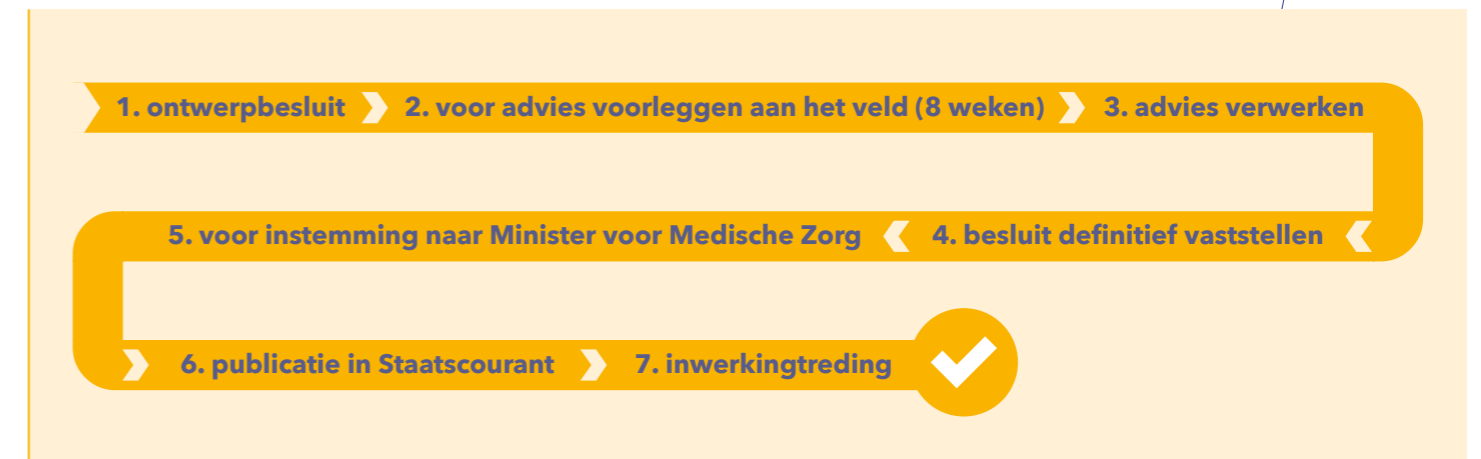 1. ontwerpbesluit 2. voor advies voorleggen aan het veld (8 weken) 3. advies verwerken
4. besluit definitief vaststellen
5. voor instemming naar Minister voor Medische Zorg
6. publicatie in Staatscourant 7. inwerkingtreding